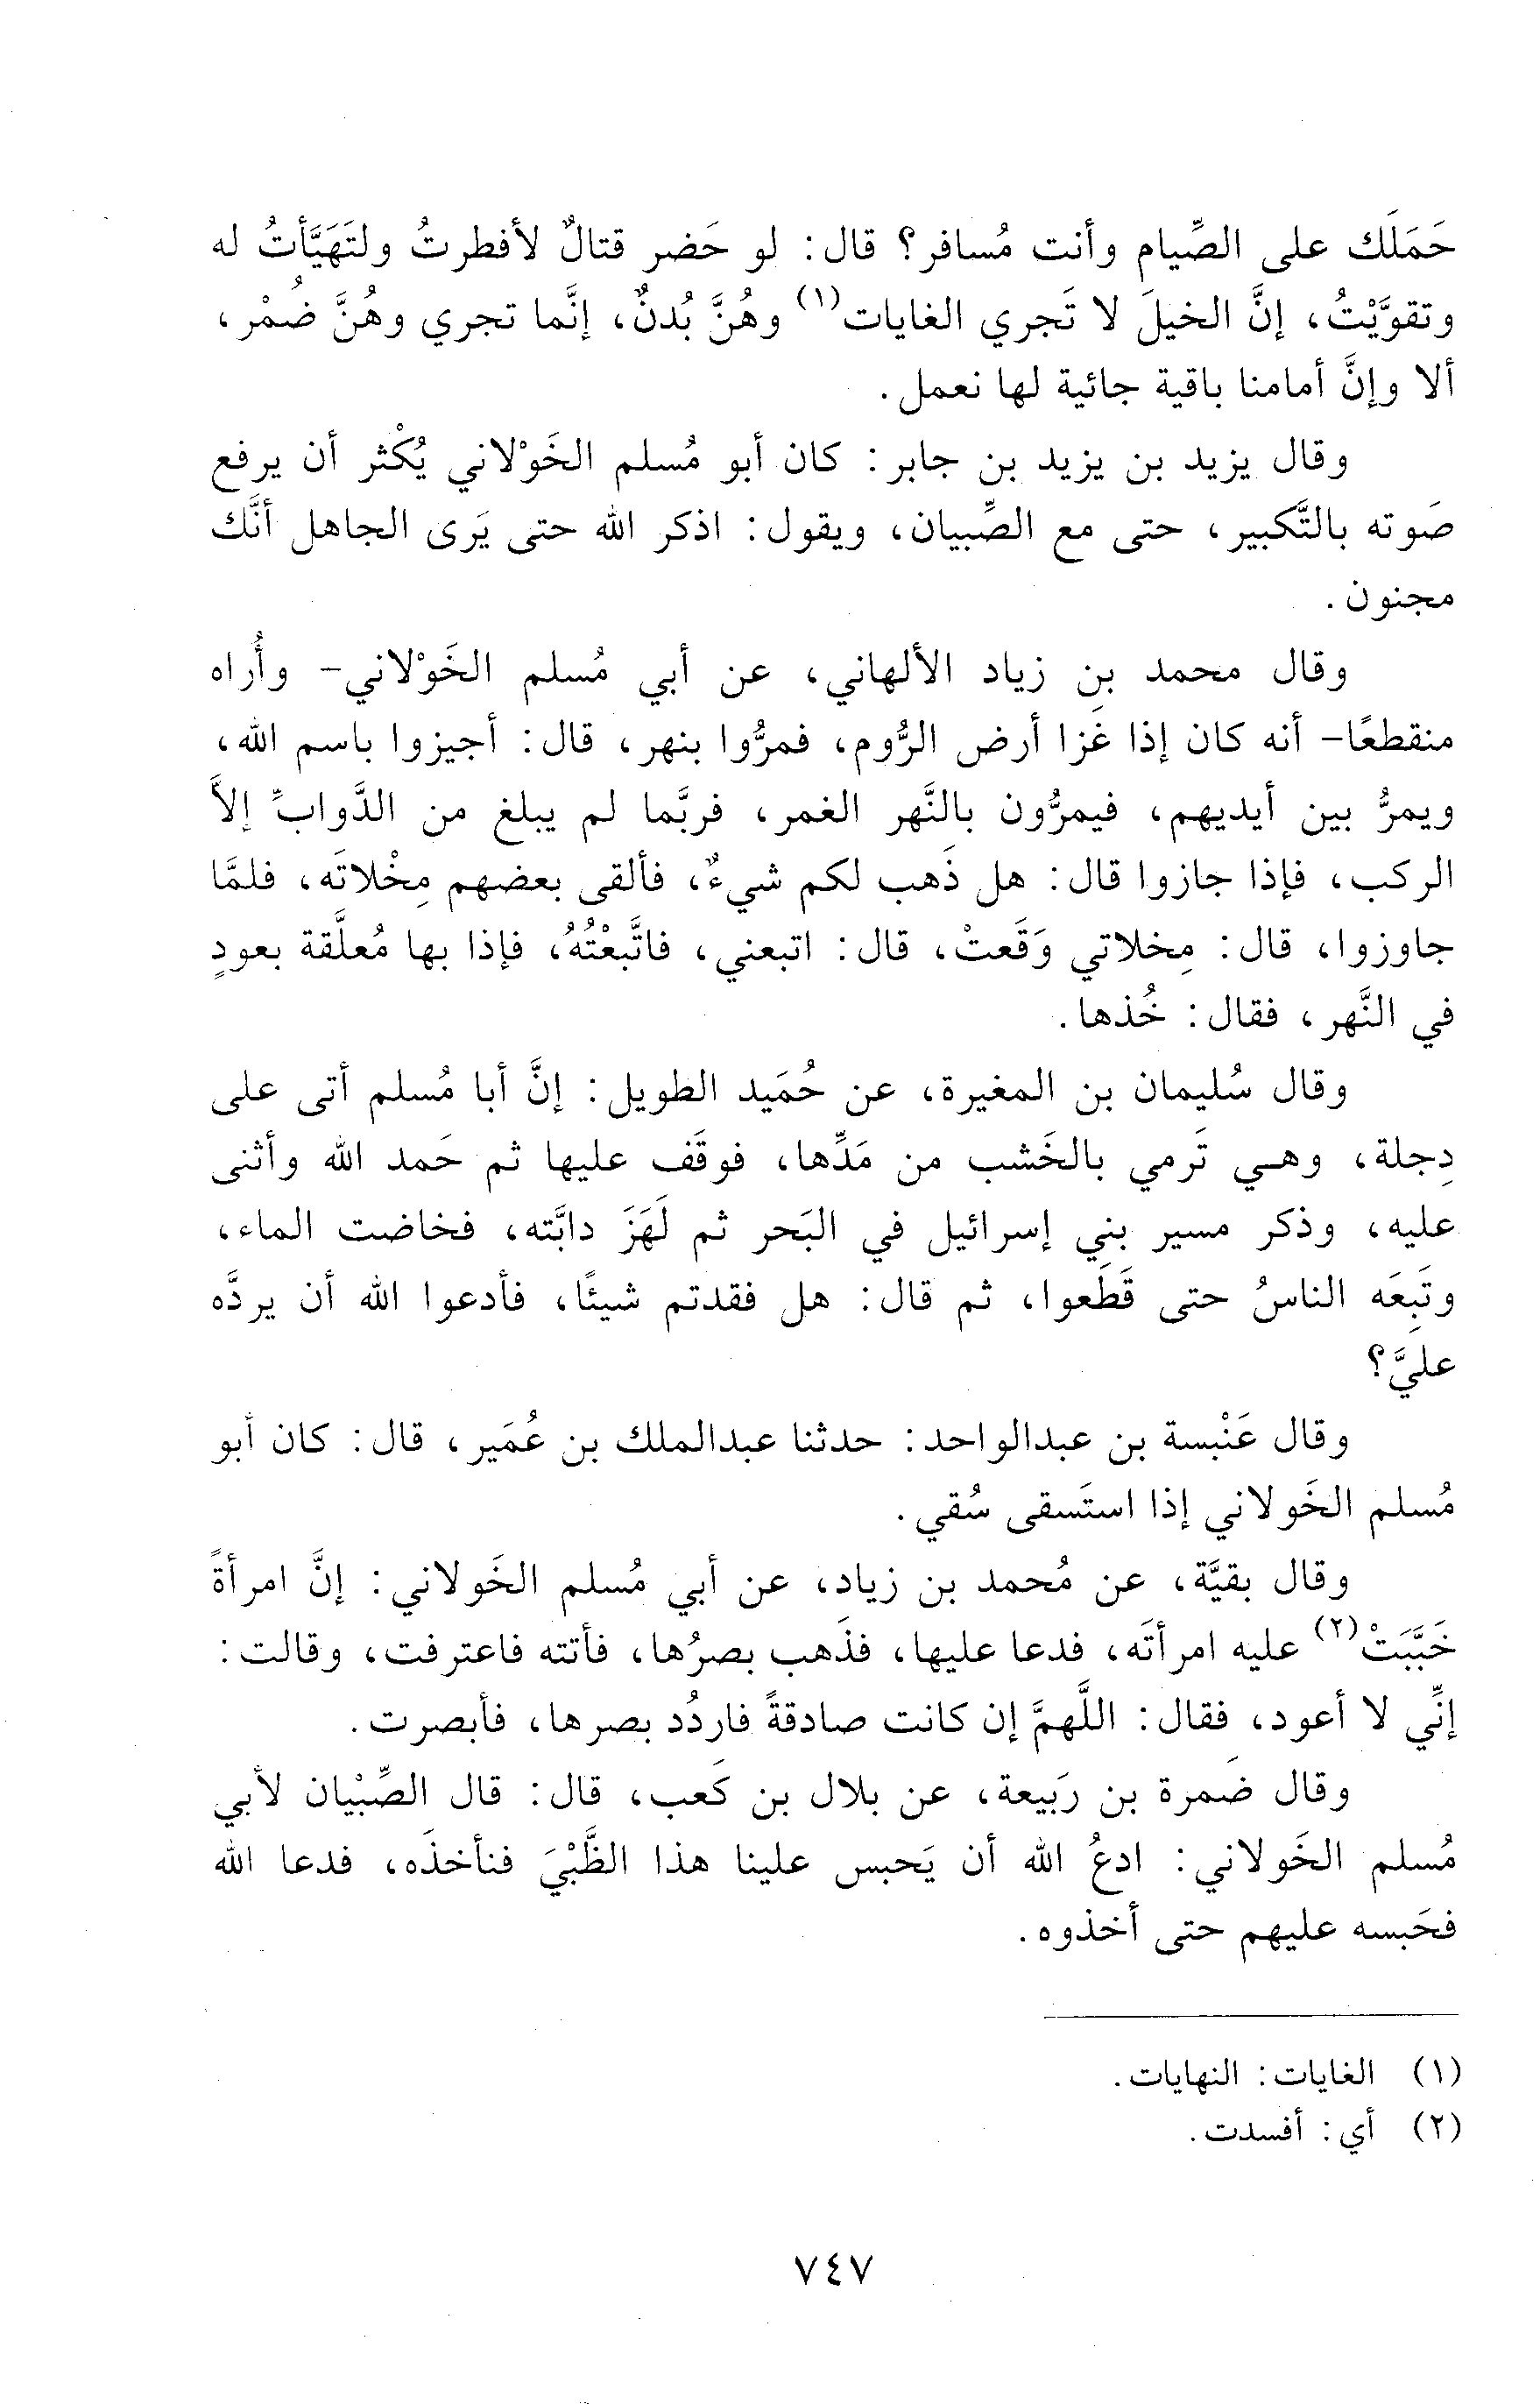 حَمَلَكَ على الصِّيام وأنت مُسافر؟ قال: لو حَضر قتالٌ لأفطرتُ ولتَهَيَّأتُ له
وتقوَّيْتُ، إنَّ الخيلَ لا تَجري الغايات(١) وهُنَّ بُدنٌ، إنَّما تجري وهُنَّ ضُمْر،
ألا وإنَّ أمامنا باقية جائية لها نعمل.
وقال يزيد بن يزيد بن جابر: كان أبو مُسلم الخَوْلاني يُكْثر أن يرفع
صَوته بالتَّكبير، حتى مع الصِّبيان، ويقول: اذكر الله حتى يَرى الجاهل أنَّك
مجنون.
وقال محمد بن زياد الألهاني، عن أبي مُسلم الخَوْلاني- وأُراه
منقطعًا- أنه كان إذا غَزا أرض الرُّوم، فمرُّوا بنهر، قال: أجيزوا باسم الله،
ويمرُّ بين أيديهم، فيمرُّون بالنَّهر الغمر، فربَّما لم يبلغ من الدَّوابِّ إلاَّ
الركب، فإذا جازوا قال: هل ذَهب لكم شيءٌ، فألقى بعضهم مِخْلاتَه، فلمَّا
جاوزوا، قال: مِخلاتي وَقَعتْ، قال: اتبعني، فاتَّبعْتُهُ، فإذا بها مُعلَّقة بعودٍ
في النَّهر، فقال: خُذها.
وقال سُليمان بن المغيرة، عن حُمَيد الطويل: إنَّ أبا مُسلم أتى على
دِجلة، وهي تَرمي بالخَشب من مَدِّها، فوقَف عليها ثم حَمد الله وأثنى
عليه، وذكر مسير بني إسرائيل في البَحر ثم لَهَزَ دابَّته، فخاضت الماء،
وتَبِعَه الناسُ حتى قَطَعوا، ثم قال: هل فقدتم شيئًا، فأدعوا الله أن يردَّه
عليَّ؟
وقال عَنْبسة بن عبدالواحد: حدثنا عبدالملك بن عُمَير، قال: كان أبو
مُسلم الخَولاني إذا استَسقى سُقي.
وقال بقيَّة، عن مُحمد بن زياد، عن أبي مُسلم الخَولاني: إنَّ امرأةً
خَبَّبَتْ(٢) عليه امرأتَه، فدعا عليها، فذَهب بصرُها، فأتته فاعترفت، وقالت:
إنِّي لا أعود، فقال: اللَّهمَّ إن كانت صادقةً فاردُد بصرها، فأبصرت.
وقال ضَمرة بن رَبيعة، عن بلال بن كَعب، قال: قال الصِّبْيان لأبي
مُسلم الخَولاني: ادعُ الله أن يَحبس علينا هذا الظَّبْيَ فنأخذَه، فدعا الله
فحَبسه عليهم حتى أخذوه.
(١) الغايات: النهايات.
(٢) أي: أفسدت.
٧٤٧